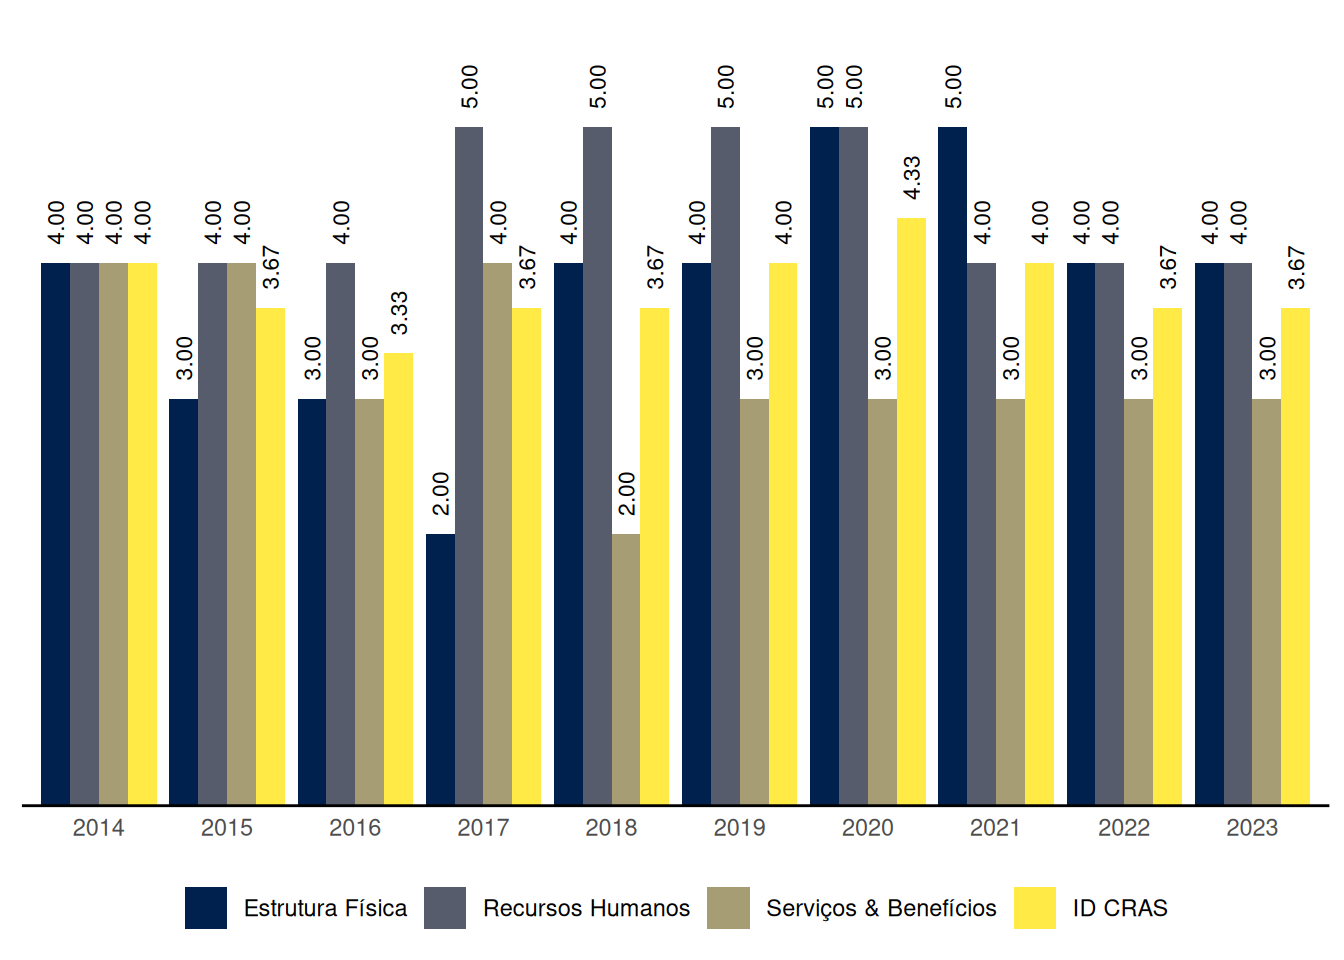 5.00 5.00 5.00 5.00 5.00 5.00
4.33
4.00 4.00 4.00 4.00 4.00 4.00 4.00 4.00 4.00 4.00 4.00 4.00 4.00 4.00 4.00 4.00 4.00
3.67 3.67 3.67 3.67 3.67
3.33
3.00 3.00 3.00 3.00 3.00 3.00 3.00 3.00
2.00 2.00
2014 2015 2016 2017 2018 2019 2020 2021 2022 2023
Estrutura Física Recursos Humanos Serviços & Benefícios ID CRAS